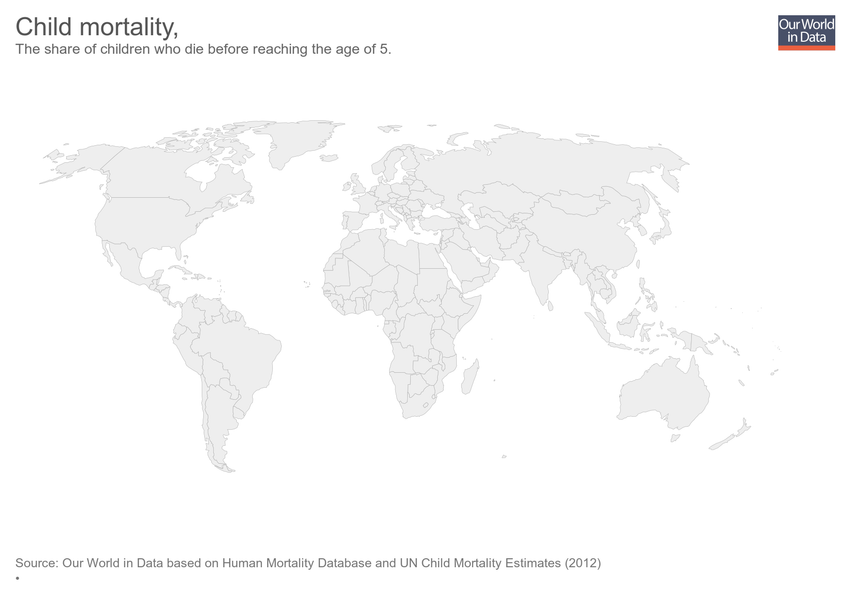 Child mortality,
The share of children who die before reaching the age of 5.
Our World
in Data
Source: Our World in Data based on Human Mortality Database and UN Child Mortality Estimates (2012)
•